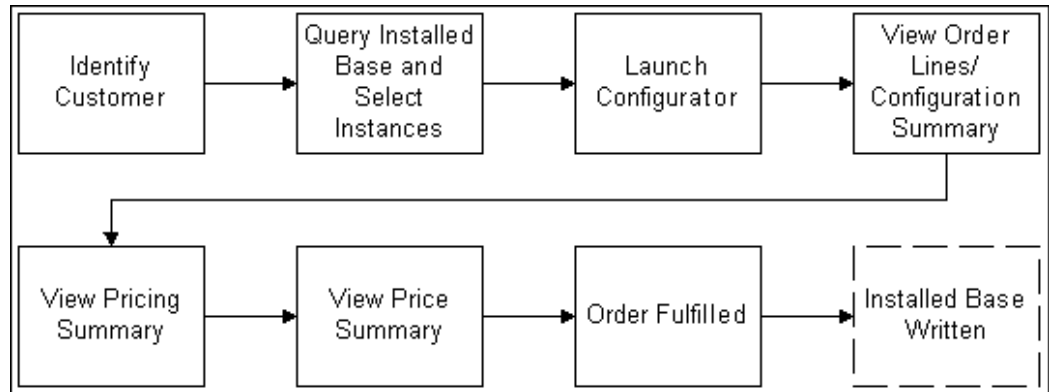 Identify
Customer
Query Installed
Base and
Select
Instances
Launch
Configurator
View Order
Lines/
Configuration
Summary
View Pricing
Summary
View Price
Summary
Order Fulfilled
Installed Base
Written